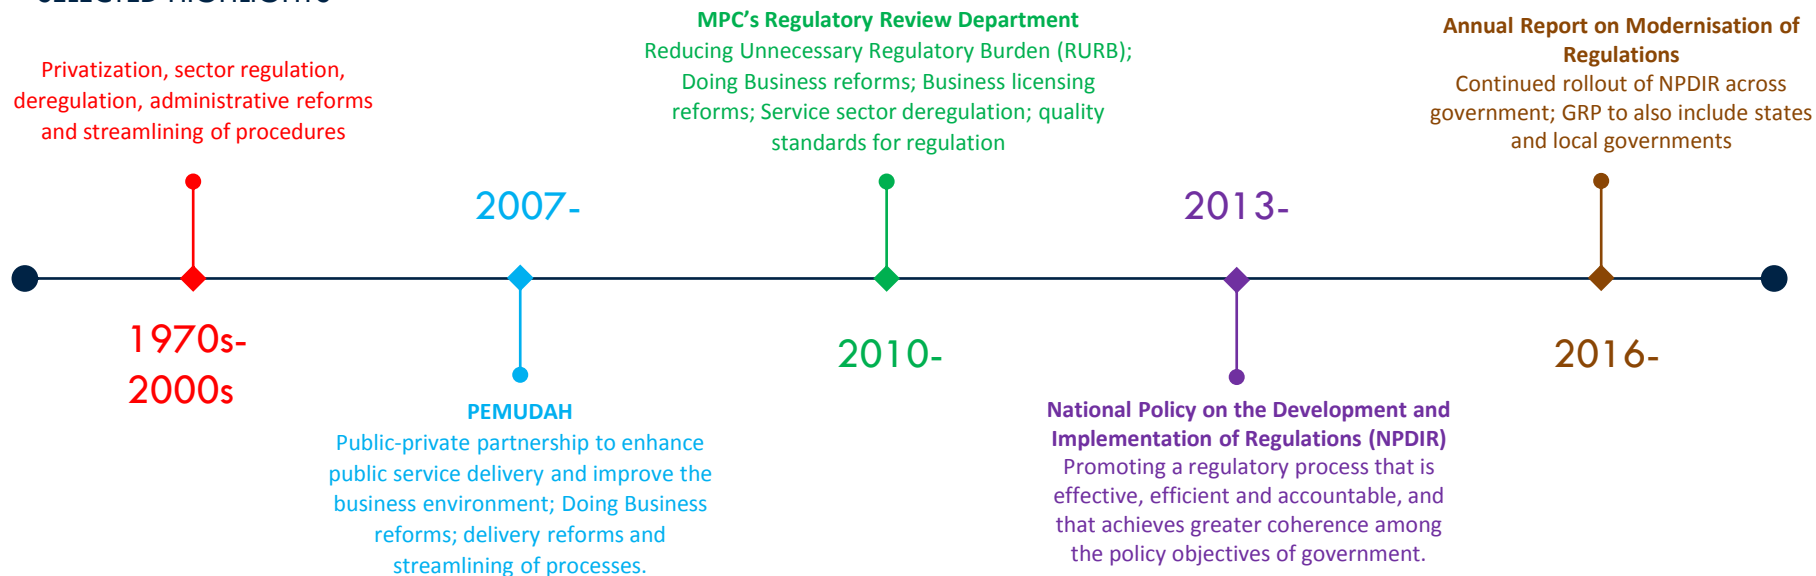 SELECTED HIGHLIGHTS
Privatization, sector regulation,
deregulation, administrative reforms
and streamlining of procedures
1970s-
2000s
2007-
PEMUDAH
Public-private partnership to enhance
public service delivery and improve the
business environment; Doing Business
reforms; delivery reforms and
streamlining of processes.
MPC's Regulatory Review Department
Reducing Unnecessary Regulatory Burden (RURB);
Doing Business reforms; Business licensing
reforms; Service sector deregulation; quality
standards for regulation
2010-
2013-
National Policy on the Development and
Implementation of Regulations (NPDIR)
Promoting a regulatory process that is
effective, efficient and accountable, and
that achieves greater coherence among
the policy objectives of government.
Annual Report on Modernisation of
Regulations
Continued rollout of NPDIR across
government; GRP to also include states
and local governments
2016-